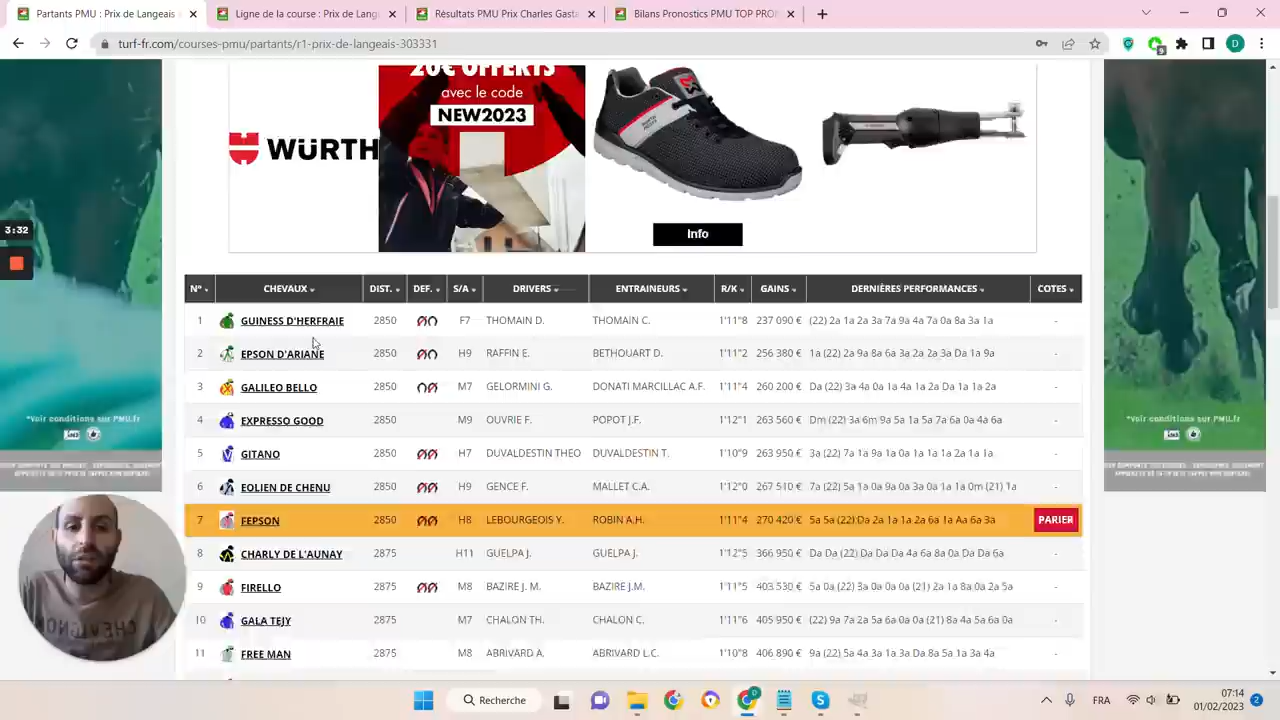 Partants PMU : Prix de Langeais
Ligne de la course : Prix de Lang
Résultats PMU Prix Charles Gasta
Bilans Pronostics PMU TOP PRO
turf-fr.com/courses-pmu/partants/r1-prix-de-langeais-303331
D
9
20€ OFFERTS
avec le code
NEW2023
WÜRTH
Info
3:32
*Voir conditions sur PMU.fr
*Voir conditions sur PMU.fr
N° CHEVAUX DIST. DEF. S/A DRIVERS ENTRAINEURS R/K GAINS DERNIÈRES PERFORMANCES COTES
1 GUINESS D'HERFRAIE 2850 F7 THOMAIN D. THOMAIN C. 1'11"8 237 090 € (22) 2a 1a 2a 3a 7a 9a 4a 7a 0a 8a 3a 1a -
2 EPSON D'ARIANE 2850 H9 RAFFIN E. BETHOUART D. 1'11"2 256 380 € 1a (22) 2a 9a 8a 6a 3a 2a 2a 3a Da 1a 9a -
3 GALILEO BELLO 2850 M7 GELORMINI G. DONATI MARCILLAC A.F. 1'11"4 260 200 € Da (22) 3a 4a 0a 1a 4a 1a 2a Da 1a 1a 2a -
4 EXPRESSO GOOD 2850 M9 OUVRIE F. POPOT J.F. 1'12"1 263 560 € Dm (22) 3a 6m 9a 5a 1a 5a 7a 6a 0a 4a 6a -
5 GITANO 2850 H7 DUVALDESTIN THEO DUVALDESTIN T. 1'10"9 263 950 € 3a (22) 7a 1a 9a 1a 0a 1a 2a 1a 2a 1a 1a -
6 EOLIEN DE CHENU 2850 H9 GENCE F. MALLET C.A. 1'12"0 267 510 € 7a (22) 5a 1a 0a 9a 0a 3a 0a 1a 1a 0m (21) 1a -
7 FEPSON 2850 H8 LEBOURGEOIS Y. ROBIN A.H. 1'11"4 270 420 € 5a 5a (22) Da 2a 1a 1a 2a 6a 1a Aa 6a 3a PARIER
8 CHARLY DE L'AUNAY 2875 H11 GUELPA J. GUELPA J. 1'12"5 366 950 € Da Da (22) Da Da Da 4a 6a 8a 0a Da Da 6a -
9 FIRELLO 2875 M8 BAZIRE J. M. BAZIRE J.M. 1'11"5 403 530 € 5a 0a (22) 3a 0a 0a 0a (21) 2a 1a 8a 0a 2a 5a -
10 GALA TEJY 2875 M7 CHALON TH. CHALON C. 1'11"6 405 950 € (22) 9a 7a 2a 5a 6a 0a 0a (21) 8a 4a 5a 6a 0a -
11 FREE MAN 2875 M8 ABRIVARD A. ABRIVARD L.C. 1'10"8 406 890 € 9a (22) 5a 4a 3a 1a 3a Da 8a 5a 1a 3a 4a -
CHEVIGNON
Recherche
FRA
07:14
01/02/2023
2